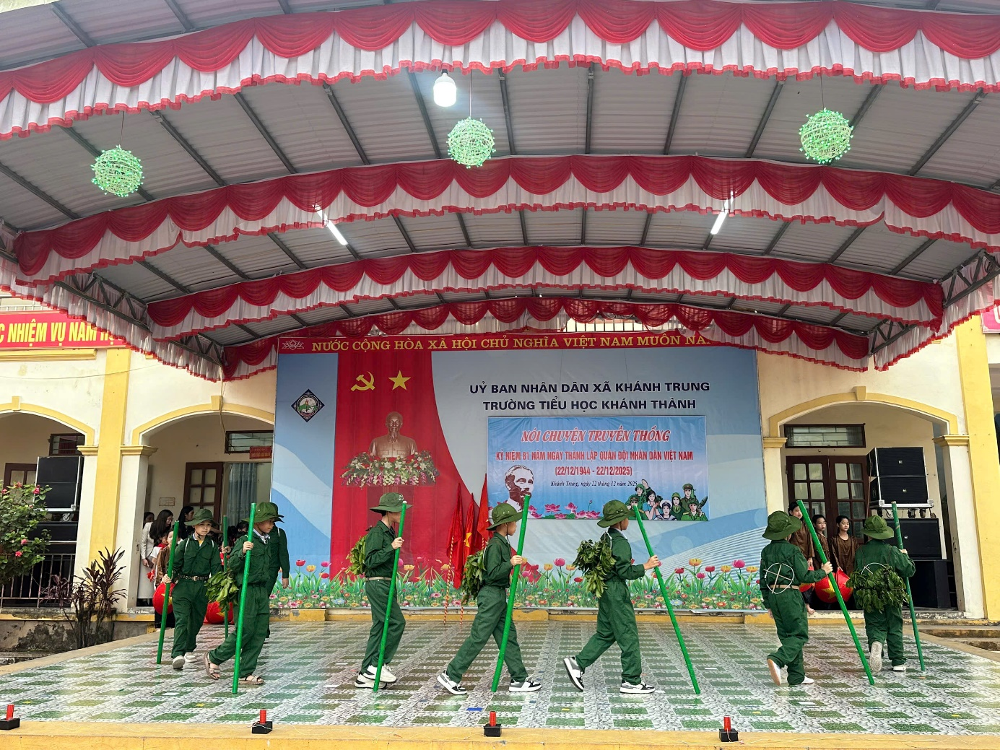 NƯỚC CỘNG HÒA XÃ HỘI CHỦ NGHĨA VIỆT NAM MUÔN NĂ
NHIỆM VỤ NĂM H
UỶ BAN NHÂN DÂN XÃ KHÁNH TRUNG
TRƯỜNG TIỂU HỌC KHÁNH THÀNH
NÓI CHUYỆN TRUYỀN THỐNG
KỶ NIỆM 81 NĂM NGÀY THÀNH LẬP QUÂN ĐỘI NHÂN DÂN VIỆT NAM
(22/12/1944 - 22/12/2025)
Khánh Trung, ngày 22 tháng 12 năm 2025